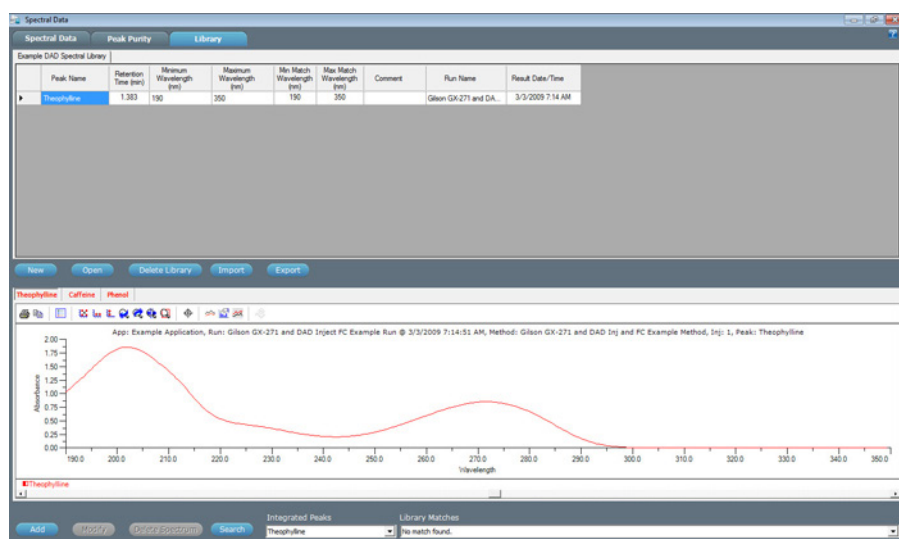 Spectral Data
Spectral Data Peak Purity Library
Example DAD Spectral Library
Peak Name Retention Time (min) Minimum Wavelength (nm) Maximum Wavelength (nm) Min Match Wavelength (nm) Max Match Wavelength (nm) Comment Run Name Result Date/Time
Theophylline 1.383 190 350 190 350 Gilson GX-271 and DA... 3/3/2009 7:14 AM
New Open Delete Library Import Export
Theophylline Caffeine Phenol
App: Example Application, Run: Gilson GX-271 and DAD Inject FC Example Run @ 3/3/2009 7:14:51 AM, Method: Gilson GX-271 and DAD Inj and FC Example Method, Inj: 1, Peak: Theophylline
2.00
1.75
1.50
1.25
1.00
0.75
0.50
0.25
0.00
Absorbance
190.0 200.0 210.0 220.0 230.0 240.0 250.0 260.0 270.0 280.0 290.0 300.0 310.0 320.0 330.0 340.0 350.0
Wavelength
Theophylline
Integrated Peaks Library Matches
Add Modify Delete Spectrum Search Theophylline No match found.